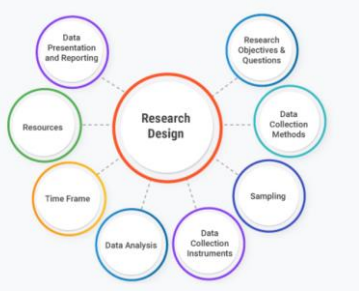 Research
Design
Research
Objectives &
Questions
Data
Collection
Methods
Sampling
Data
Collection
Instruments
Data Analysis
Time Frame
Resources
Data
Presentation
and Reporting